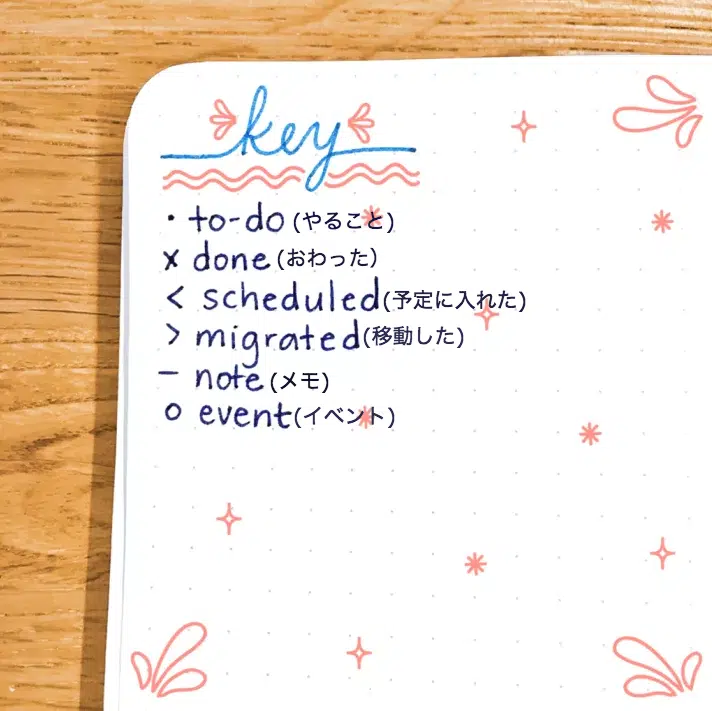 key
• to-do (やること)
x done (おわった)
< scheduled(予定に入れた)
> migrated(移動した)
– note (メモ)
o event(イベント)